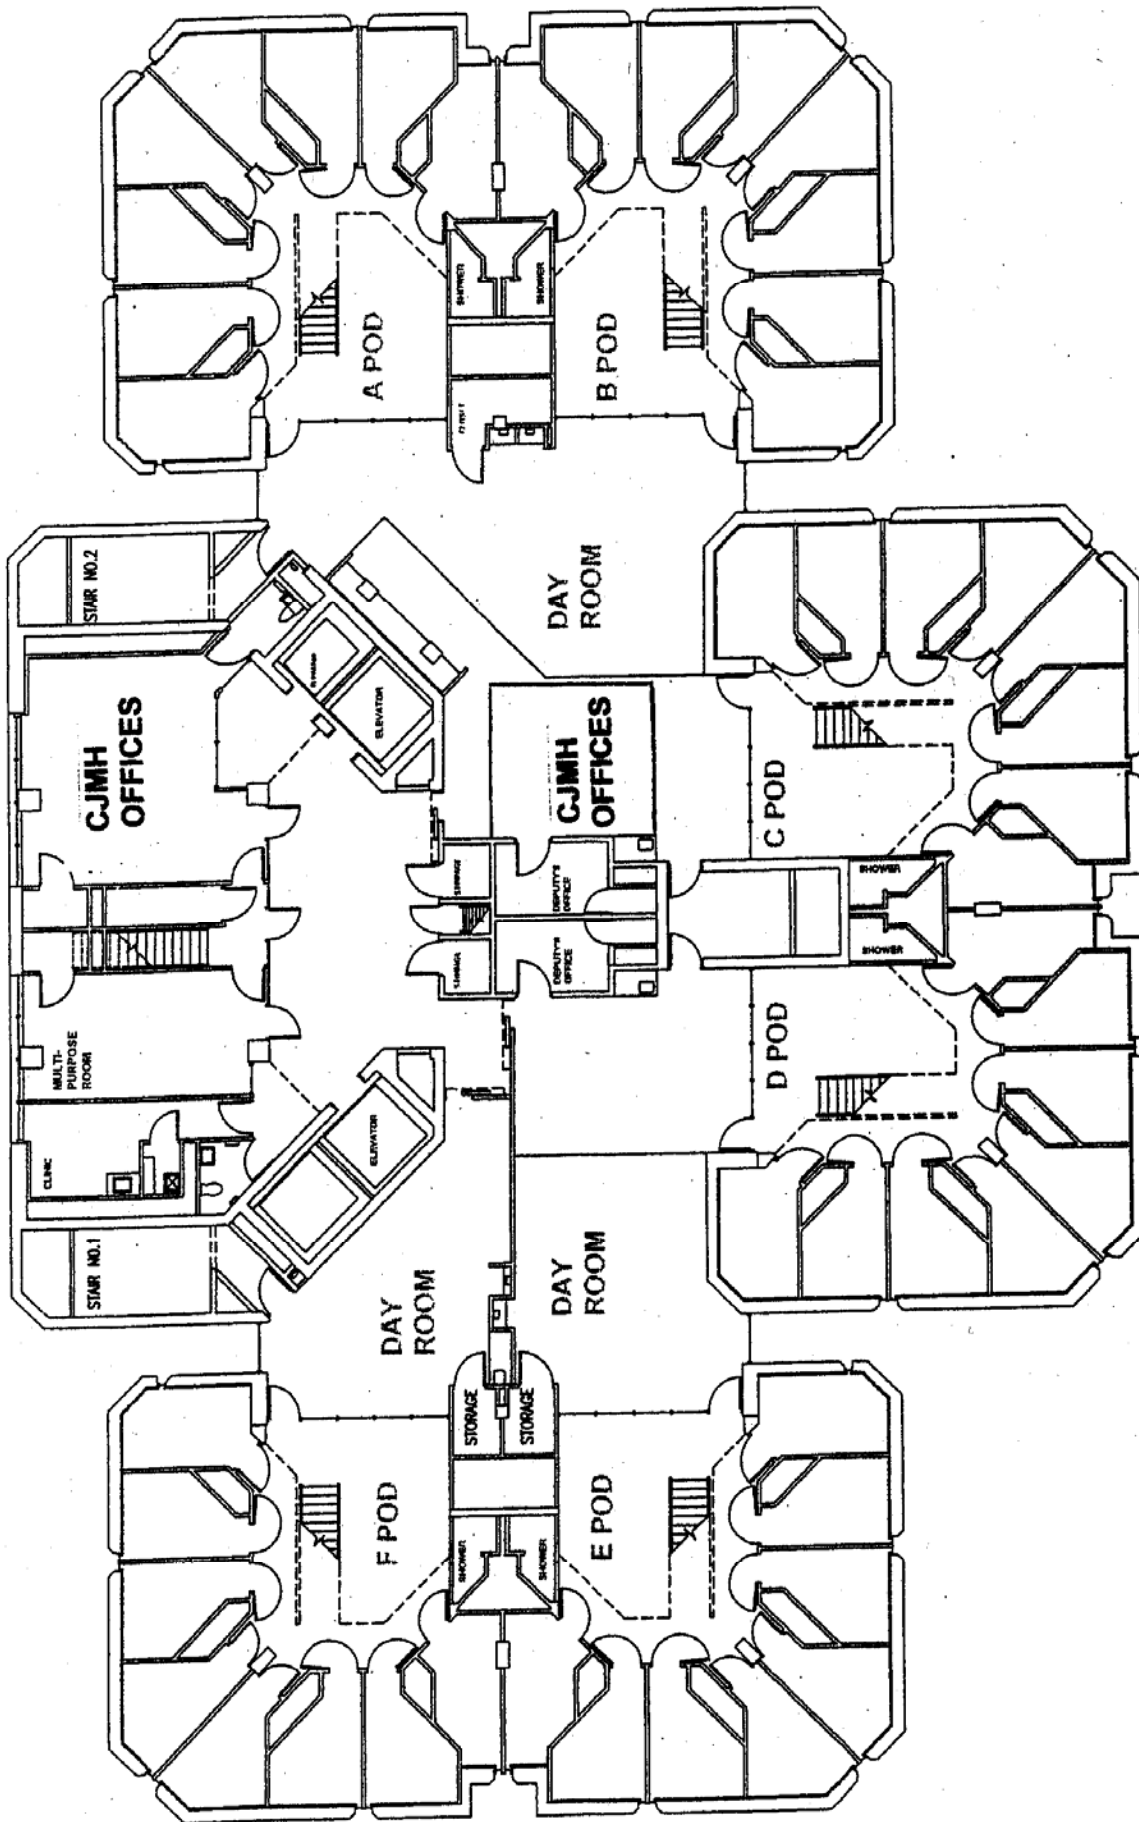 STAIR NO.1
CLINIC
MULTI-
PURPOSE
ROOM
CJMH
OFFICES
STAIR NO.2
ELEVATOR
ELEVATOR
DAY
ROOM
F POD
STORAGE
STORAGE
SHOWER
SHOWER
E POD
DAY
ROOM
DEPUTY'S
OFFICE
DEPUTY'S
OFFICE
CJMH
OFFICES
DAY
ROOM
A POD
SHOWER
SHOWER
B POD
D POD
SHOWER
SHOWER
C POD